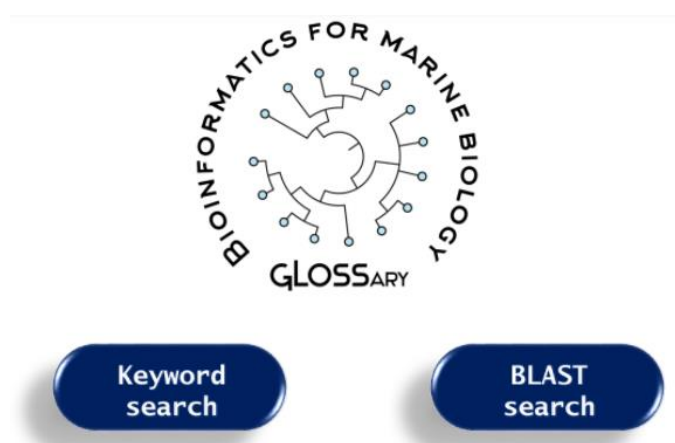 BIOINFORMATICS FOR MARINE BIOLOGY
GLOSSARY
Keyword
search
BLAST
search